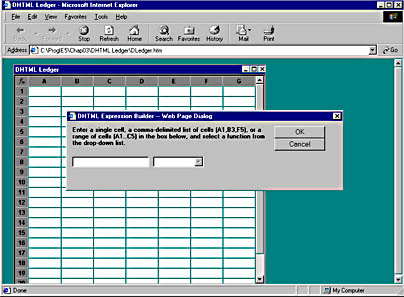 DHTML Ledger - Microsoft Internet Explorer
File Edit View Favorites Tools Help
Back Forward Stop Refresh Home Search Favorites History Mail Print
Address C:\ProgIE5\Chap03\DHTML Ledger\DLedger.htm Go
DHTML Ledger
A B C D E F G
1
2
3
DHTML Expression Builder -- Web Page Dialog
Enter a single cell, a comma-delimited list of cells (A1,B3,F5), or a
range of cells (A1...C5) in the box below, and select a function from
the drop-down list.
OK
Cancel
4
5
6
7
8
9
10
11
12
13
14
15
16
17
18
19
Done My Computer